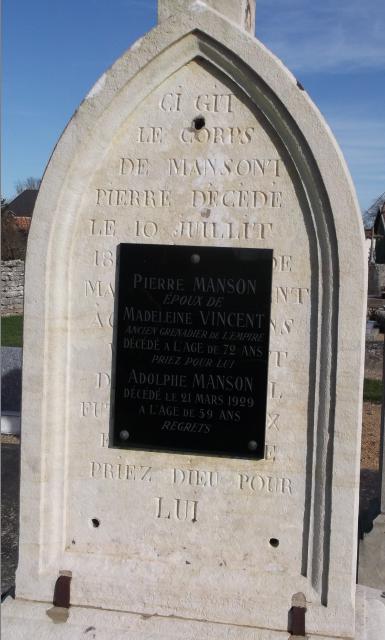 CI GIT
LE CORPS
DE MANSONT
PIERRE DÉCÉDÉ
LE 10 JUILLIT
PIERRE MANSON
ÉPOUX DE
MADELEINE VINCENT
ANCIEN GRENADIER DE L'EMPIRE
DÉCÉDÉ A L'AGE DE 72 ANS
PRIEZ POUR LUI
ADOLPHE MANSON
DÉCÉDÉ LE 21 MARS 1929
A L'AGE DE 59 ANS
REGRETS
PRIEZ DIEU POUR
LUI